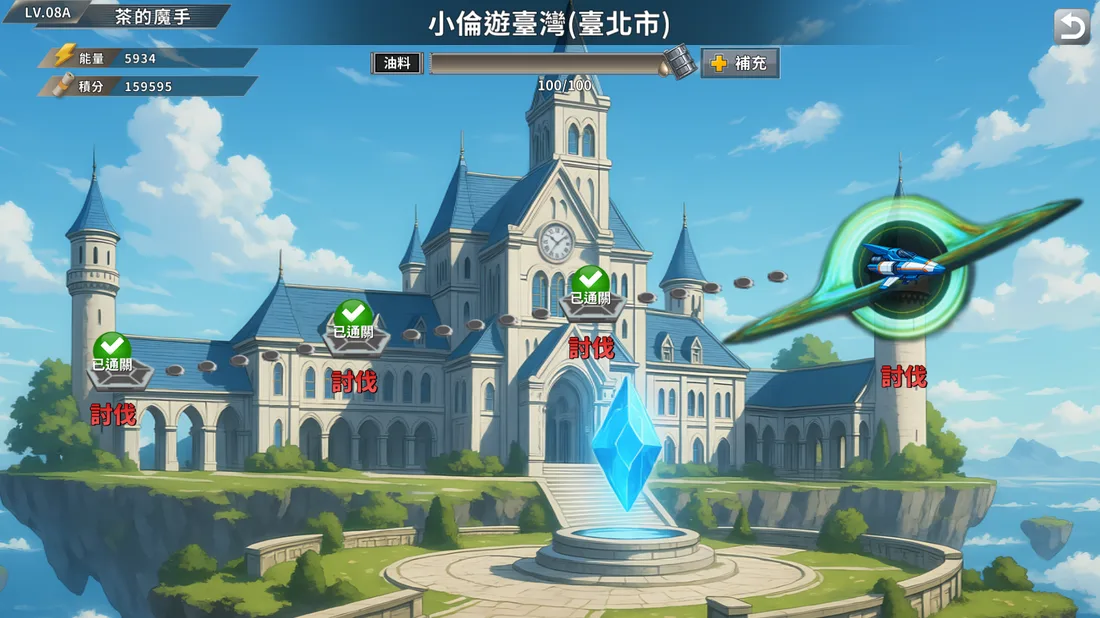 LV.08A
茶的魔手
小倫遊臺灣(臺北市)
能量 5934
油料
100/100
補充
積分 159595
已通關
討伐
已通關
討伐
已通關
討伐
討伐